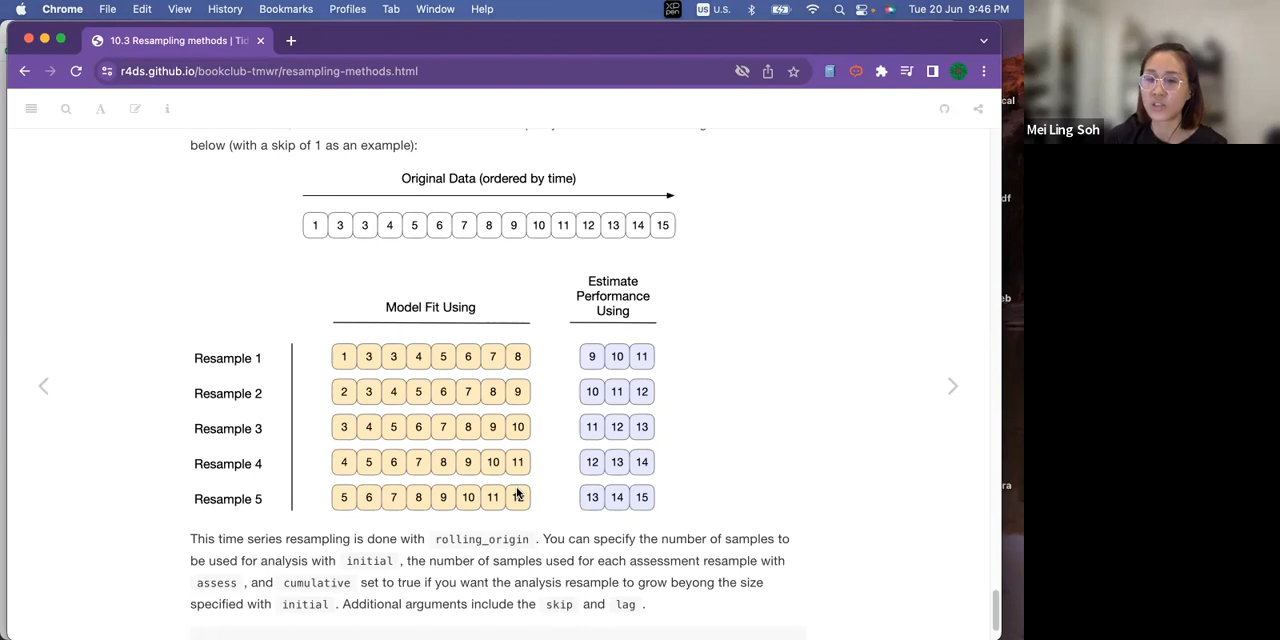 Chrome File Edit View History Bookmarks Profiles Tab Window Help XP PEN US U.S. Tue 20 Jun 9:46 PM
10.3 Resampling methods | Tid
r4ds.github.io/bookclub-tmwr/resampling-methods.html
below (with a skip of 1 as an example):
Original Data (ordered by time)
1 3 3 4 5 6 7 8 9 10 11 12 13 14 15
Estimate
Performance
Using
Model Fit Using
Resample 1 1 3 3 4 5 6 7 8 9 10 11
Resample 2 2 3 4 5 6 7 8 9 10 11 12
Resample 3 3 4 5 6 7 8 9 10 11 12 13
Resample 4 4 5 6 7 8 9 10 11 12 13 14
Resample 5 5 6 7 8 9 10 11 12 13 14 15
This time series resampling is done with rolling_origin . You can specify the number of samples to
be used for analysis with initial , the number of samples used for each assessment resample with
assess , and cumulative set to true if you want the analysis resample to grow beyong the size
specified with initial . Additional arguments include the skip and lag .
Mei Ling Soh
cal
df
eb
ra